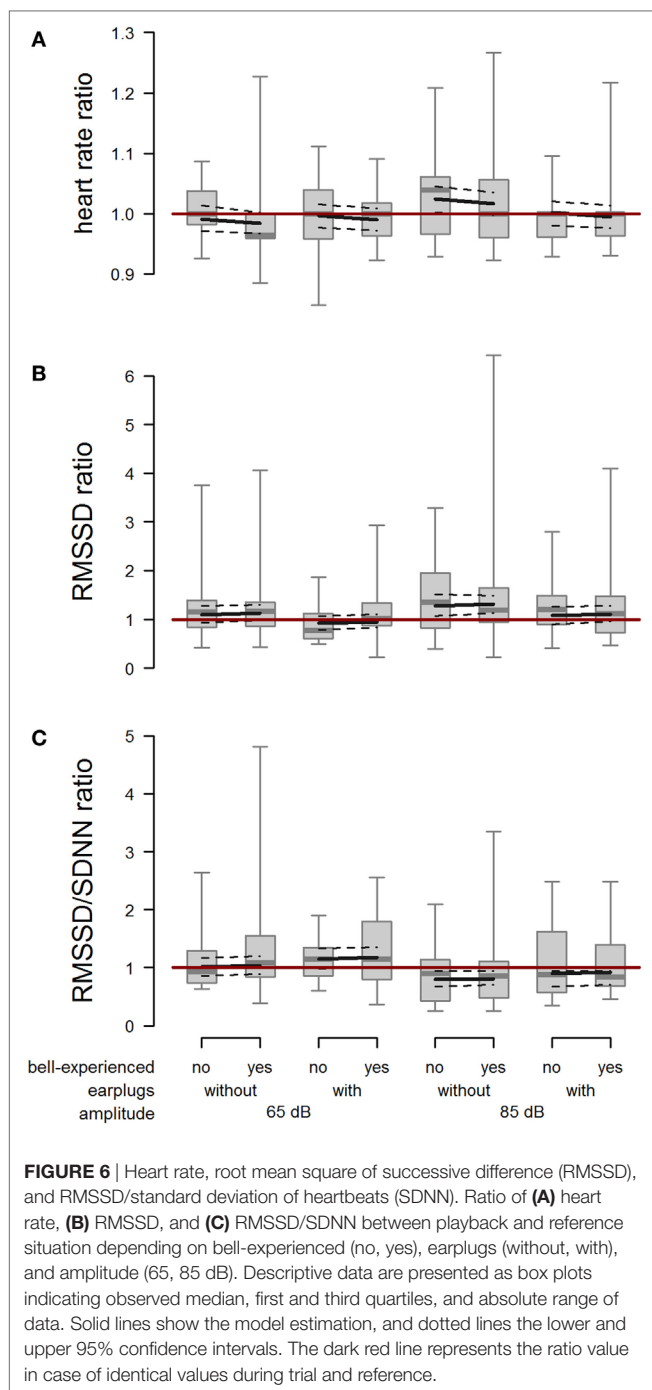 A
heart rate ratio
1.3
1.2
1.1
1.0
0.9
B
RMSSD ratio
6
5
4
3
2
1
0
C
RMSSD/SDNN ratio
5
4
3
2
1
0
bell-experienced no yes no yes no yes no yes
earplugs without with without with
amplitude 65 dB 85 dB
FIGURE 6 | Heart rate, root mean square of successive difference (RMSSD),
and RMSSD/standard deviation of heartbeats (SDNN). Ratio of (A) heart
rate, (B) RMSSD, and (C) RMSSD/SDNN between playback and reference
situation depending on bell-experienced (no, yes), earplugs (without, with),
and amplitude (65, 85 dB). Descriptive data are presented as box plots
indicating observed median, first and third quartiles, and absolute range of
data. Solid lines show the model estimation, and dotted lines the lower and
upper 95% confidence intervals. The dark red line represents the ratio value
in case of identical values during trial and reference.